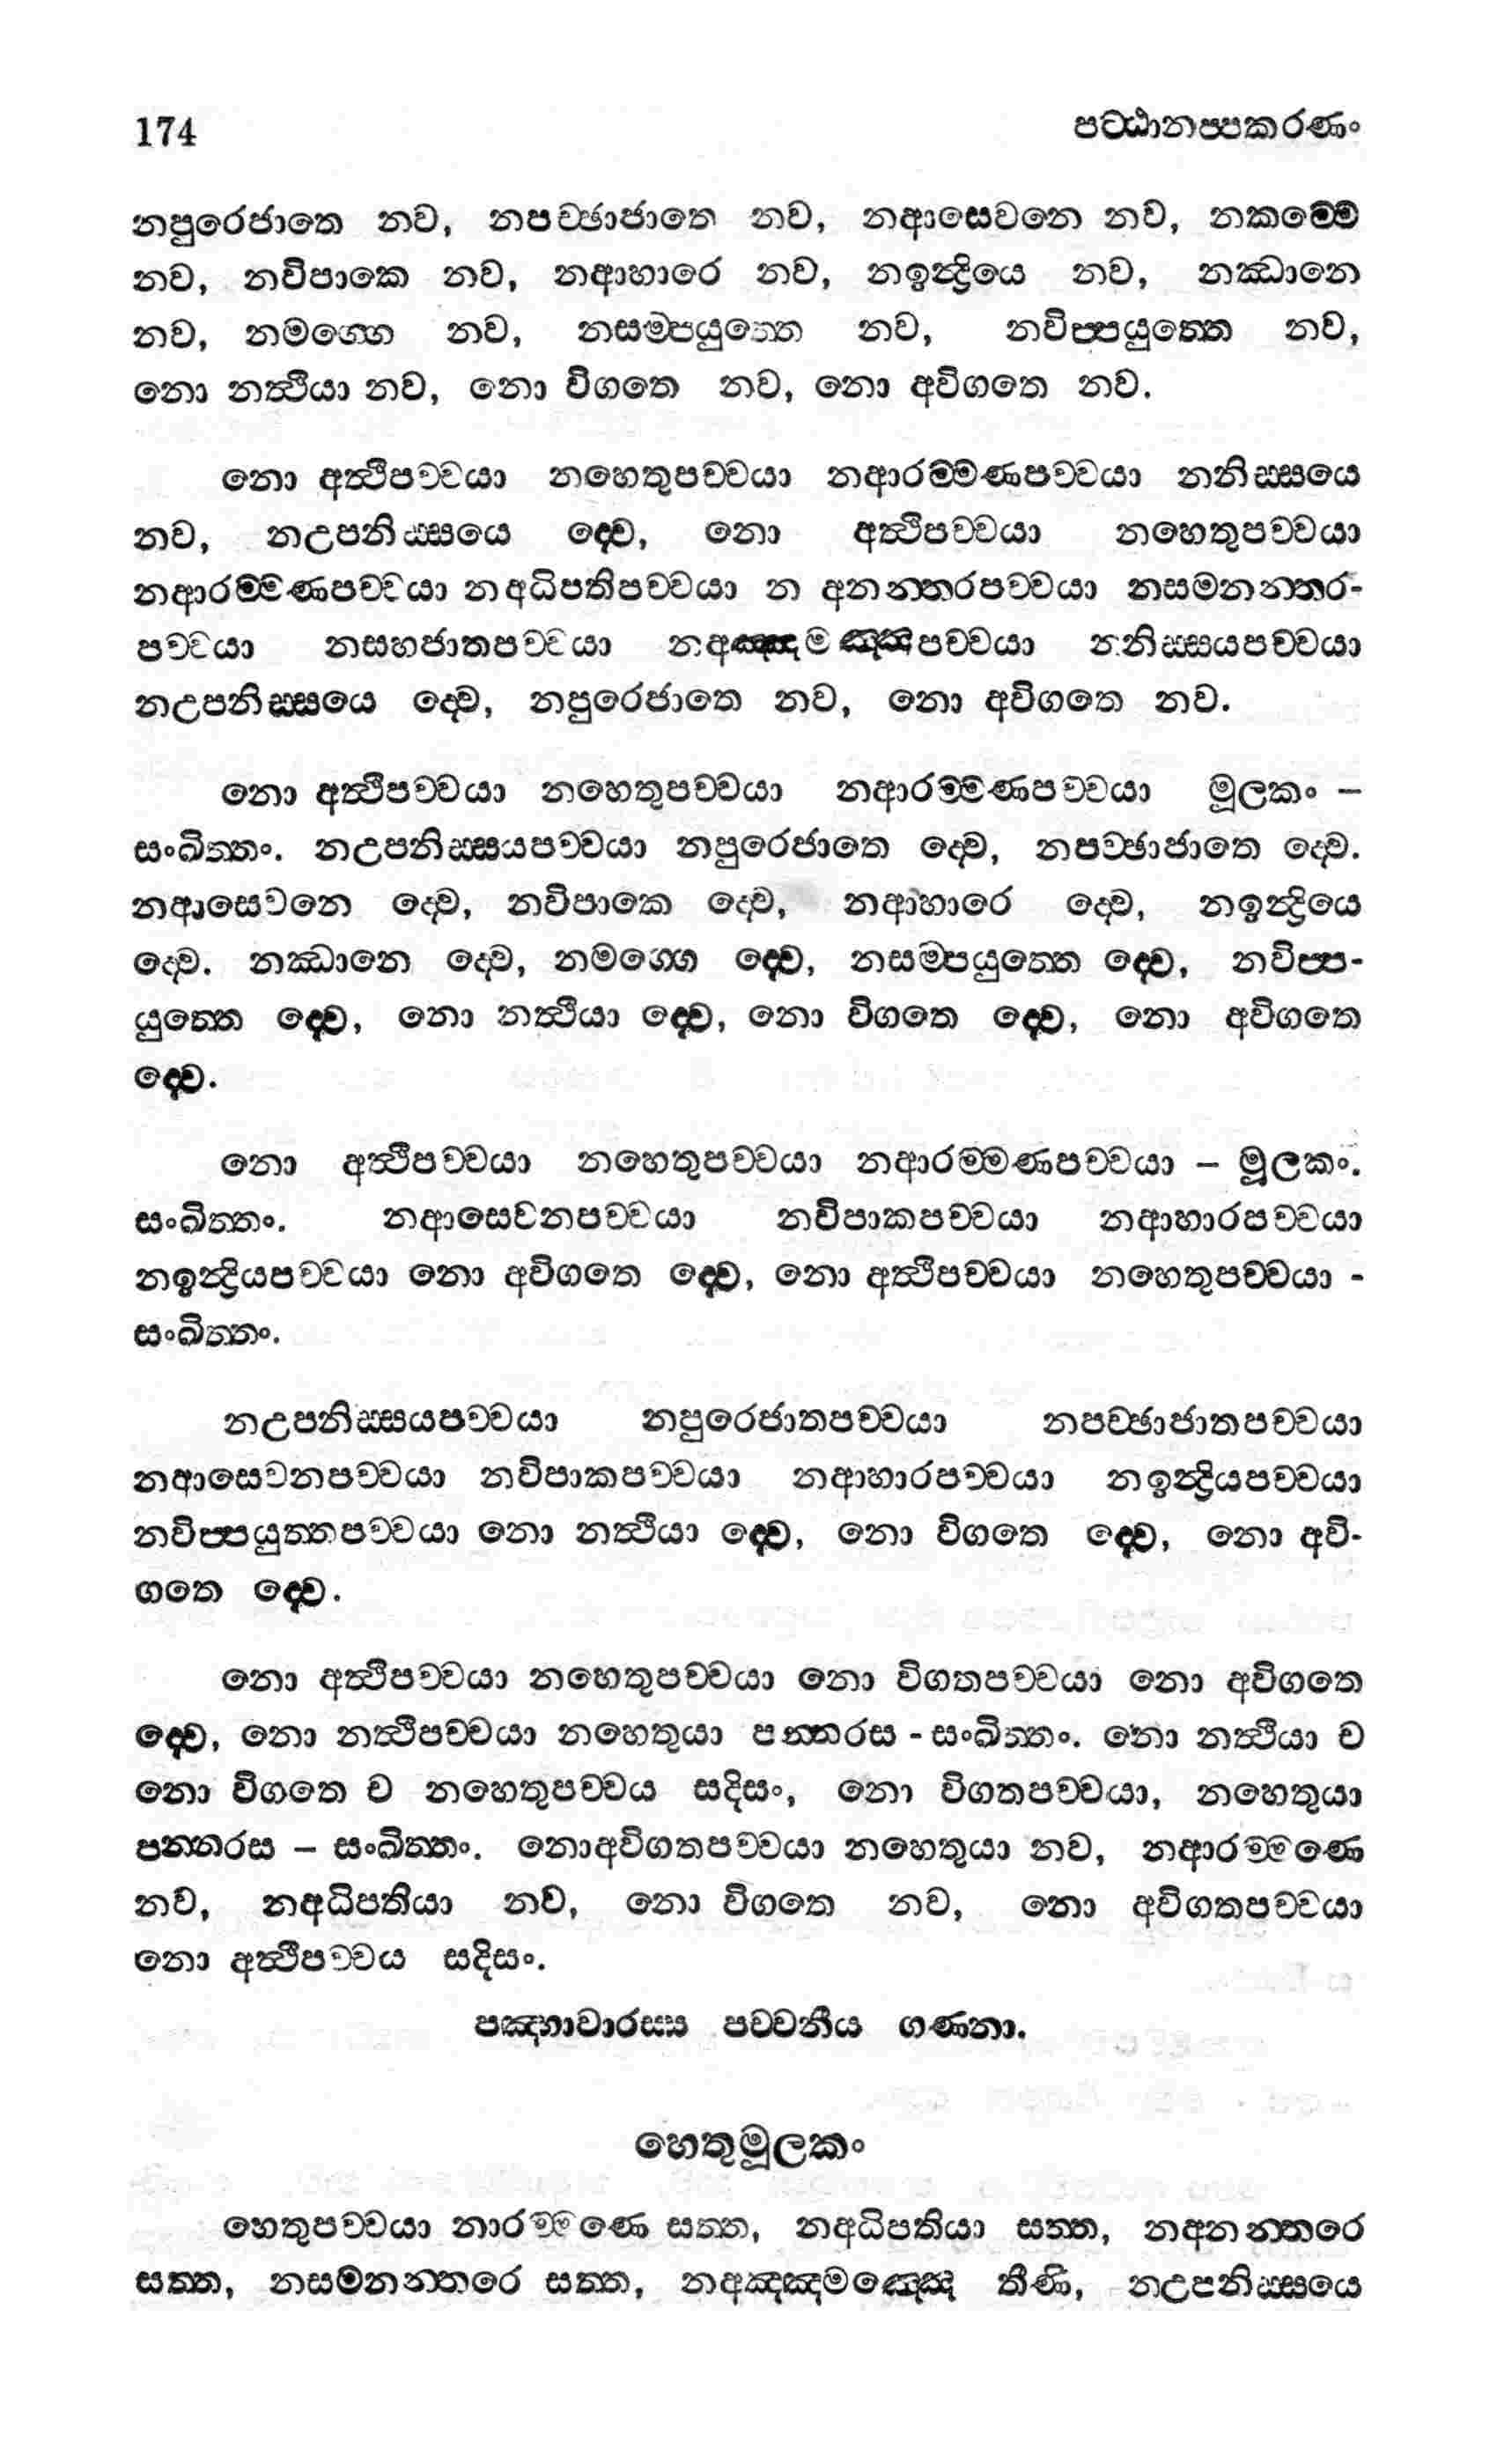 174 පට්ඨානප්පකරණං
නපුරෙජාතෙ නව, නපච්ඡාජාතෙ නව, නආසෙවනෙ නව, නකම්මෙ
නව, නවිපාකෙ නව, නආහාරෙ නව, නඉන්ද්‍රියෙ නව, නඣානෙ
නව, නමග්ගෙ නව, නසම්පයුත්තෙ නව, නවිප්පයුත්තෙ නව,
නො නත්ථියා නව, නො විගතෙ නව, නො අවිගතෙ නව.
නො අත්ථිපච්චයා නහෙතුපච්චයා නආරම්මණපච්චයා නනිස්සයෙ
නව, නඋපනිස්සයෙ ද්වෙ, නො අත්ථිපච්චයා නහෙතුපච්චයා
නආරම්මණපච්චයා නඅධිපතිපච්චයා න අනන්තරපච්චයා නසමනන්තර-
පච්චයා නසහජාතපච්චයා නඅඤ්ඤමඤ්ඤපච්චයා නනිස්සයපච්චයා
නඋපනිස්සයෙ ද්වෙ, නපුරෙජාතෙ නව, නො අවිගතෙ නව.
නො අත්ථිපච්චයා නහෙතුපච්චයා නආරම්මණපච්චයා මූලකං –
සංඛිත්තං. නඋපනිස්සයපච්චයා නපුරෙජාතෙ ද්වෙ, නපච්ඡාජාතෙ ද්වෙ.
නආසෙවනෙ ද්වෙ, නවිපාකෙ ද්වෙ, නආහාරෙ ද්වෙ, නඉන්ද්‍රියෙ
ද්වෙ. නඣානෙ ද්වෙ, නමග්ගෙ ද්වෙ, නසම්පයුත්තෙ ද්වෙ, නවිප්ප-
යුත්තෙ ද්වෙ, නො නත්ථියා ද්වෙ, නො විගතෙ ද්වෙ, නො අවිගතෙ
ද්වෙ.
නො අත්ථිපච්චයා නහෙතුපච්චයා නආරම්මණපච්චයා – මූලකං.
සංඛිත්තං. නආසෙවනපච්චයා නවිපාකපච්චයා නආහාරපච්චයා
නඉන්ද්‍රියපච්චයා නො අවිගතෙ ද්වෙ, නො අත්ථිපච්චයා නහෙතුපච්චයා -
සංඛිත්තං.
නඋපනිස්සයපච්චයා නපුරෙජාතපච්චයා නපච්ඡාජාතපච්චයා
නආසෙවනපච්චයා නවිපාකපච්චයා නආහාරපච්චයා නඉන්ද්‍රියපච්චයා
නවිප්පයුත්තපච්චයා නො නත්ථියා ද්වෙ, නො විගතෙ ද්වෙ, නො අවි-
ගතෙ ද්වෙ.
නො අත්ථිපච්චයා නහෙතුපච්චයා නො විගතපච්චයා නො අවිගතෙ
ද්වෙ, නො නත්ථිපච්චයා නහෙතුයා පන්නරස - සංඛිත්තං. නො නත්ථියා ච
නො විගතෙ ච නහෙතුපච්චය සදිසං, නො විගතපච්චයා, නහෙතුයා
පන්නරස – සංඛිත්තං. නොඅවිගතපච්චයා නහෙතුයා නව, නආරම්මණෙ
නව, නඅධිපතියා නව, නො විගතෙ නව, නො අවිගතපච්චයා
නො අත්ථිපච්චය සදිසං.
පඤ්හාවාරස්ස පච්චනීය ගණනා.
හෙතුමූලකං
හෙතුපච්චයා නාරම්මණෙ සත්ත, නඅධිපතියා සත්ත, නඅනන්තරෙ
සත්ත, නසමනන්තරෙ සත්ත, නඅඤ්ඤමඤ්ඤෙ තීණි, නඋපනිස්සයෙ